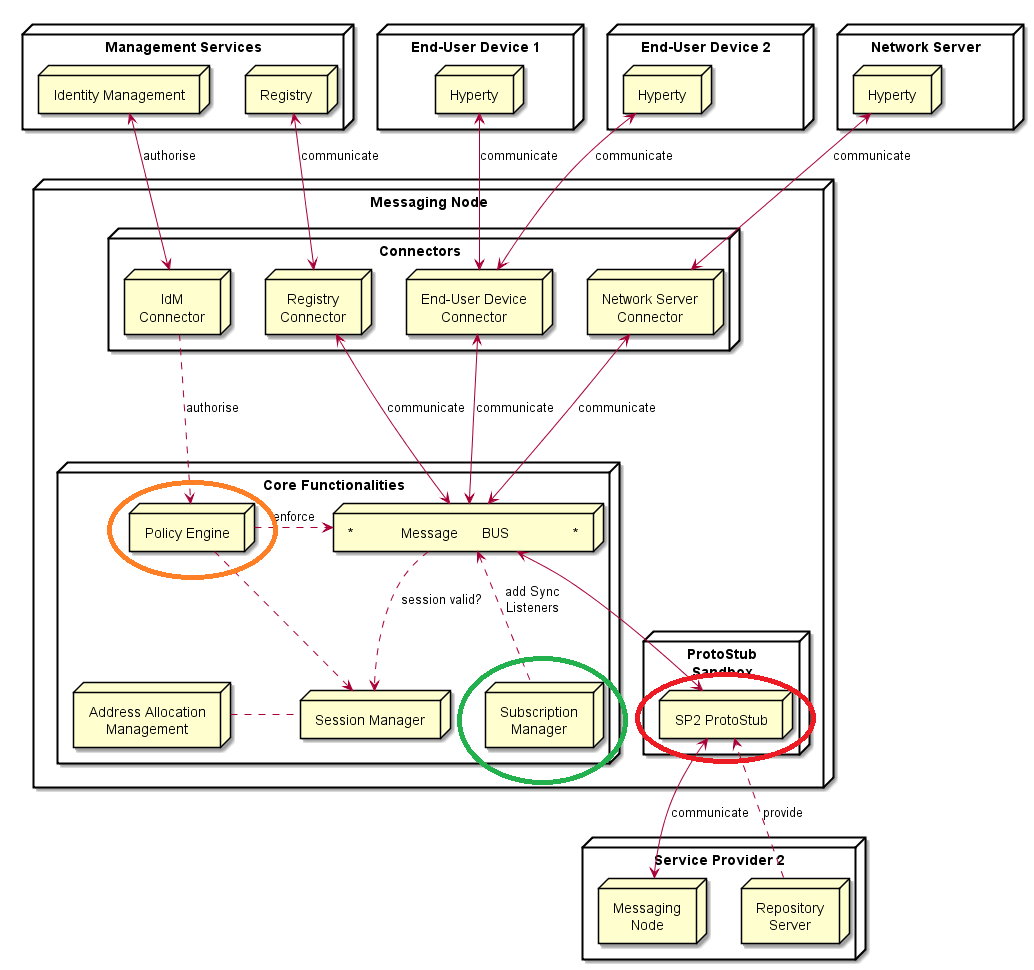 Management Services
End-User Device 1
End-User Device 2
Network Server
Identity Management
Registry
Hyperty
Hyperty
Hyperty
authorise
communicate
communicate
communicate
communicate
Messaging Node
Connectors
IdM
Connector
Registry
Connector
End-User Device
Connector
Network Server
Connector
authorise
communicate
communicate
communicate
Core Functionalities
Policy Engine
enforce
* Message BUS *
session valid?
add Sync
Listeners
ProtoStub
Sandbox
Address Allocation
Management
Session Manager
Subscription
Manager
SP2 ProtoStub
communicate
provide
Service Provider 2
Messaging
Node
Repository
Server